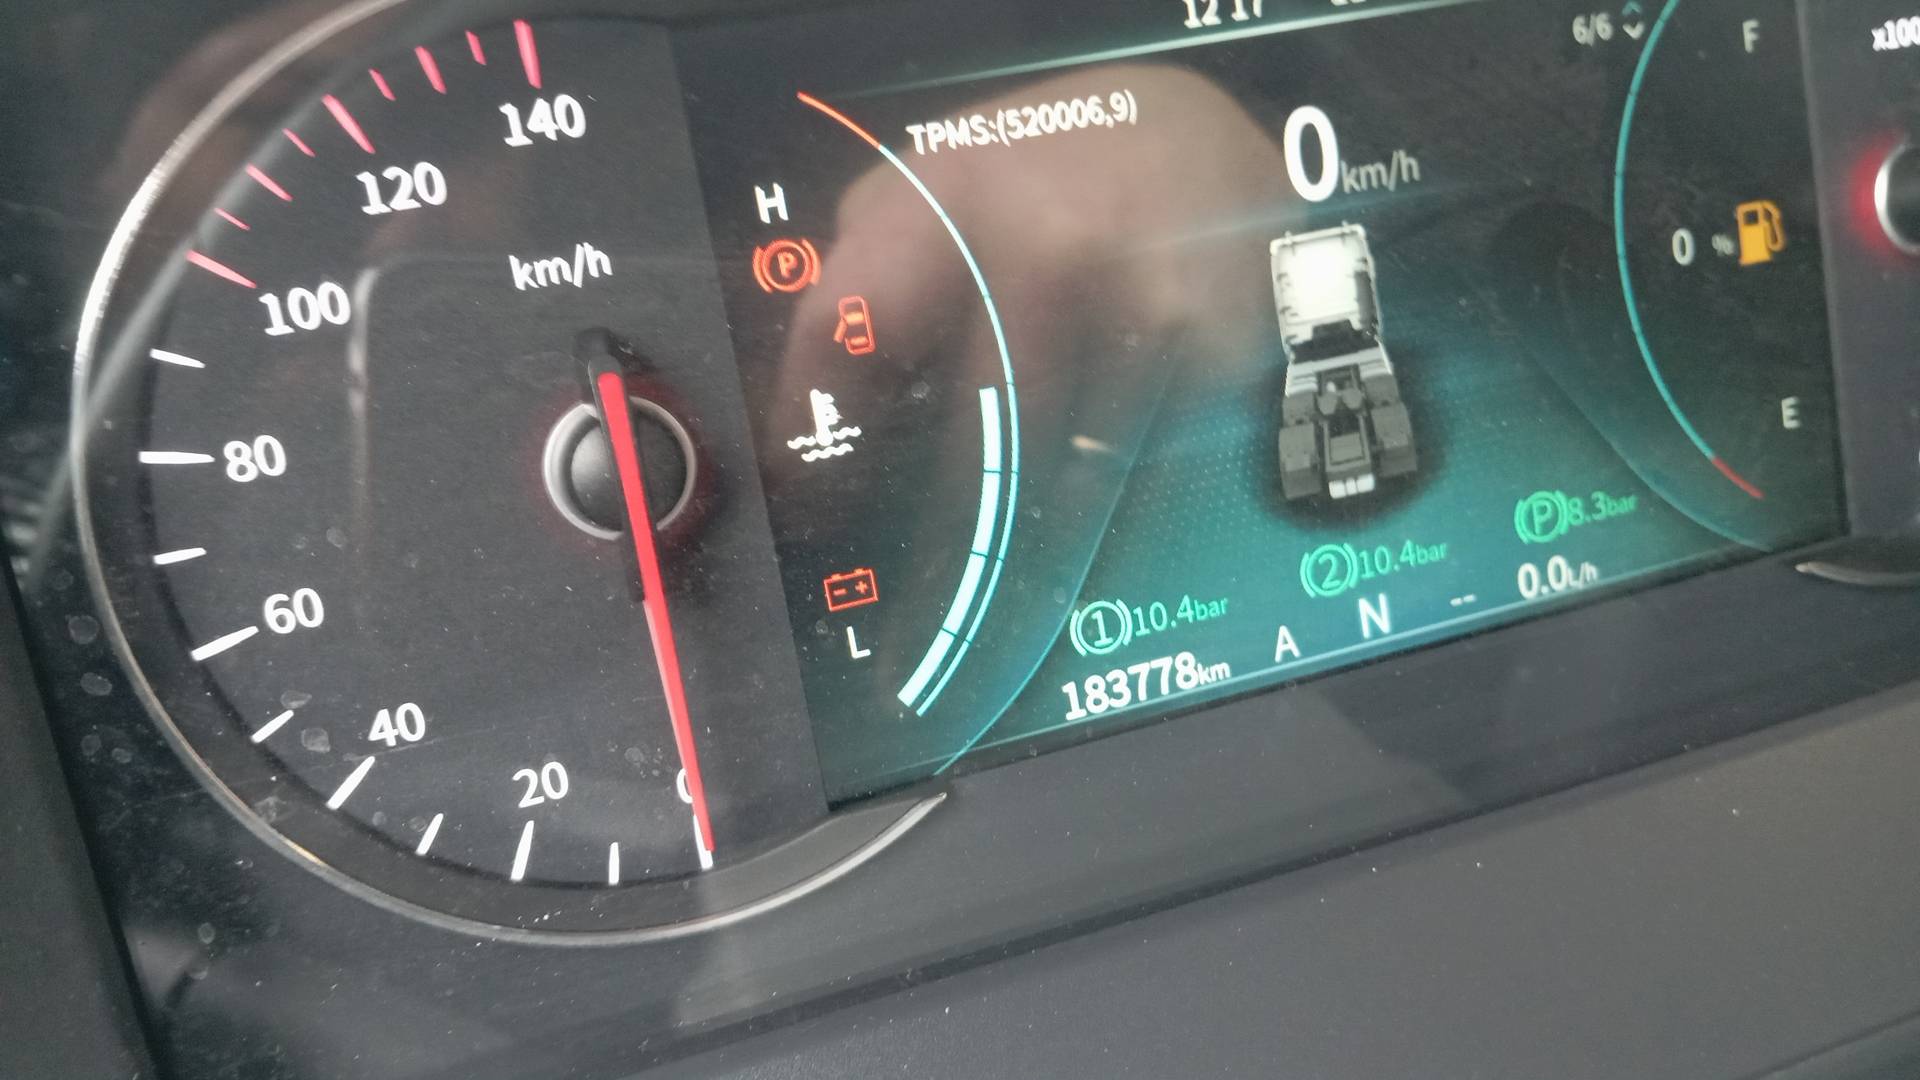 12 17
6/6
F
x100
140
TPMS:(520006,9)
0km/h
120
H
P
km/h
0 %
100
E
80
P 8.3bar
2 10.4bar
60
1 10.4bar
0.0L/h
L
A N --
183778km
40
20
0